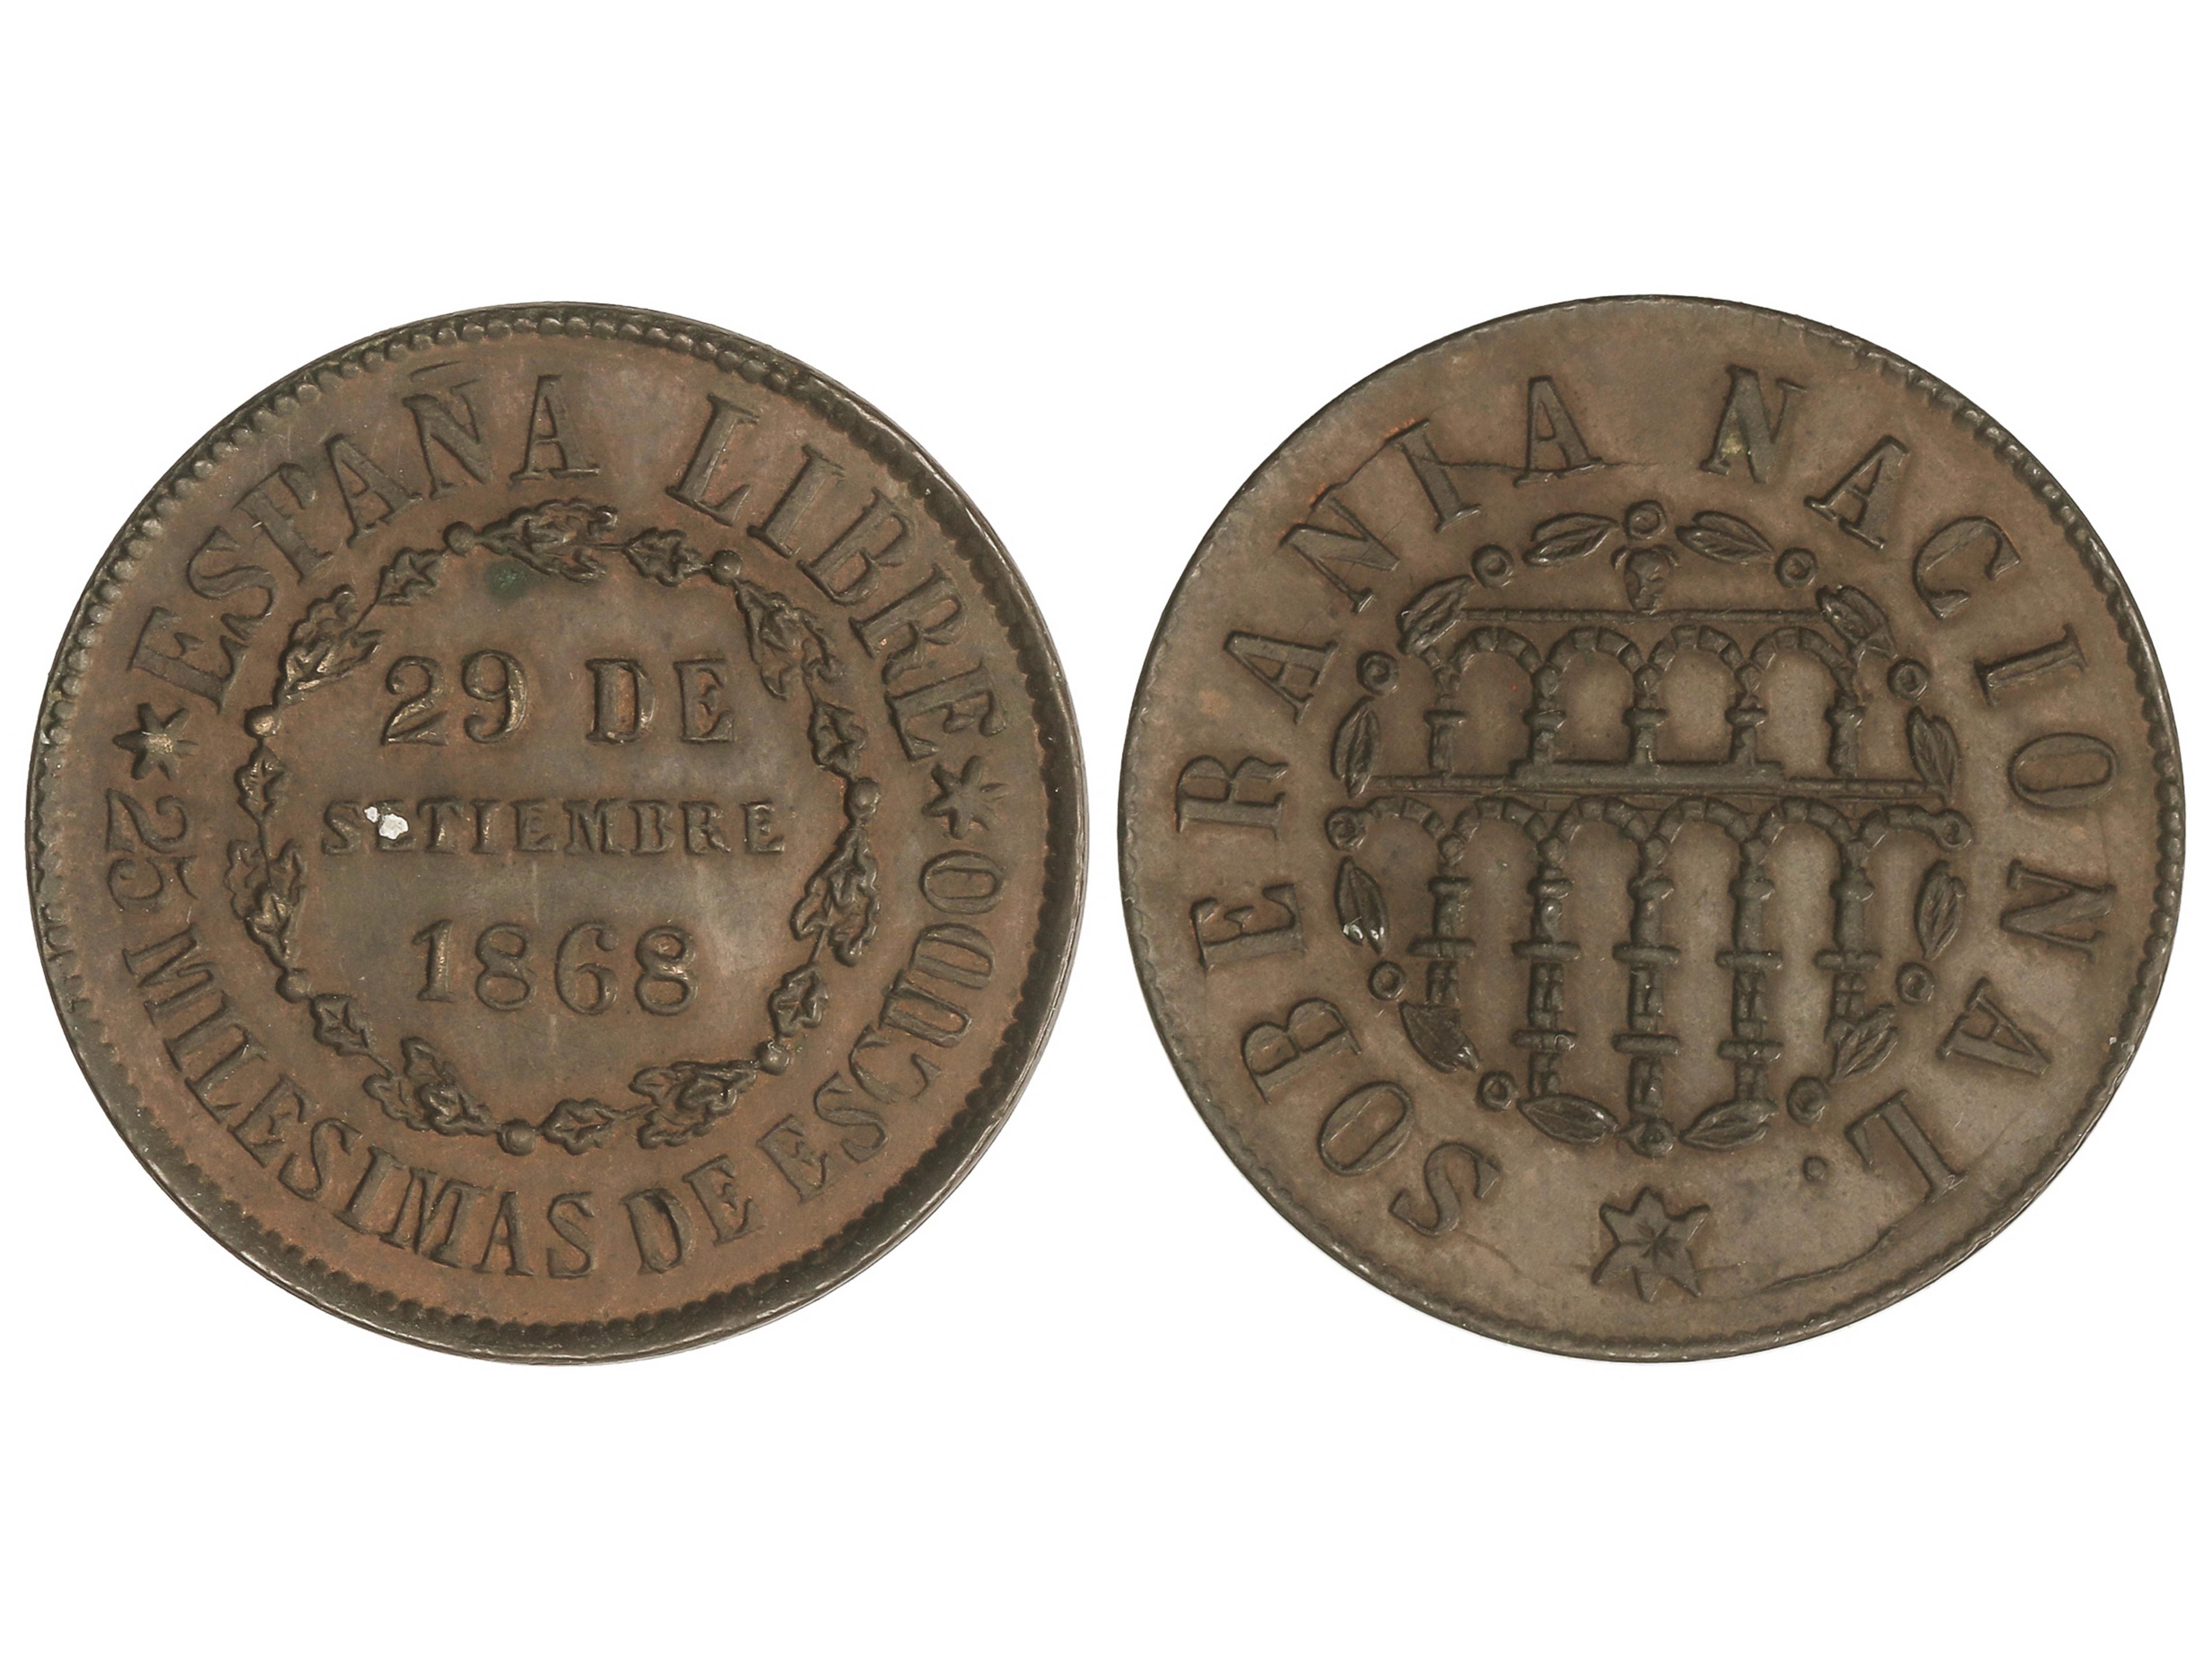 ESPAÑA LIBRE
29 DE
SETIEMBRE
1868
25 MILESIMAS DE ESCUDO
SOBERANIA NACIONAL.